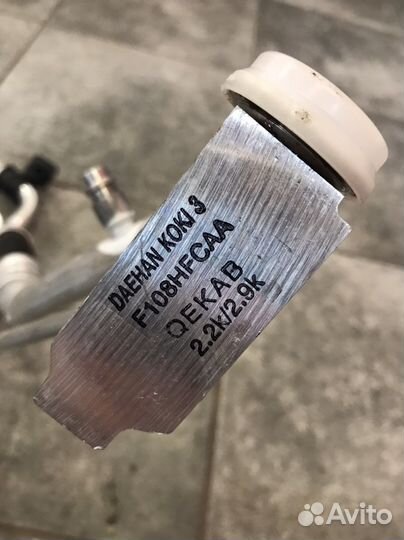 DAEHAN KOKI 3
F108HFCAA
QEKAB
2.2k/2.9k
Avito